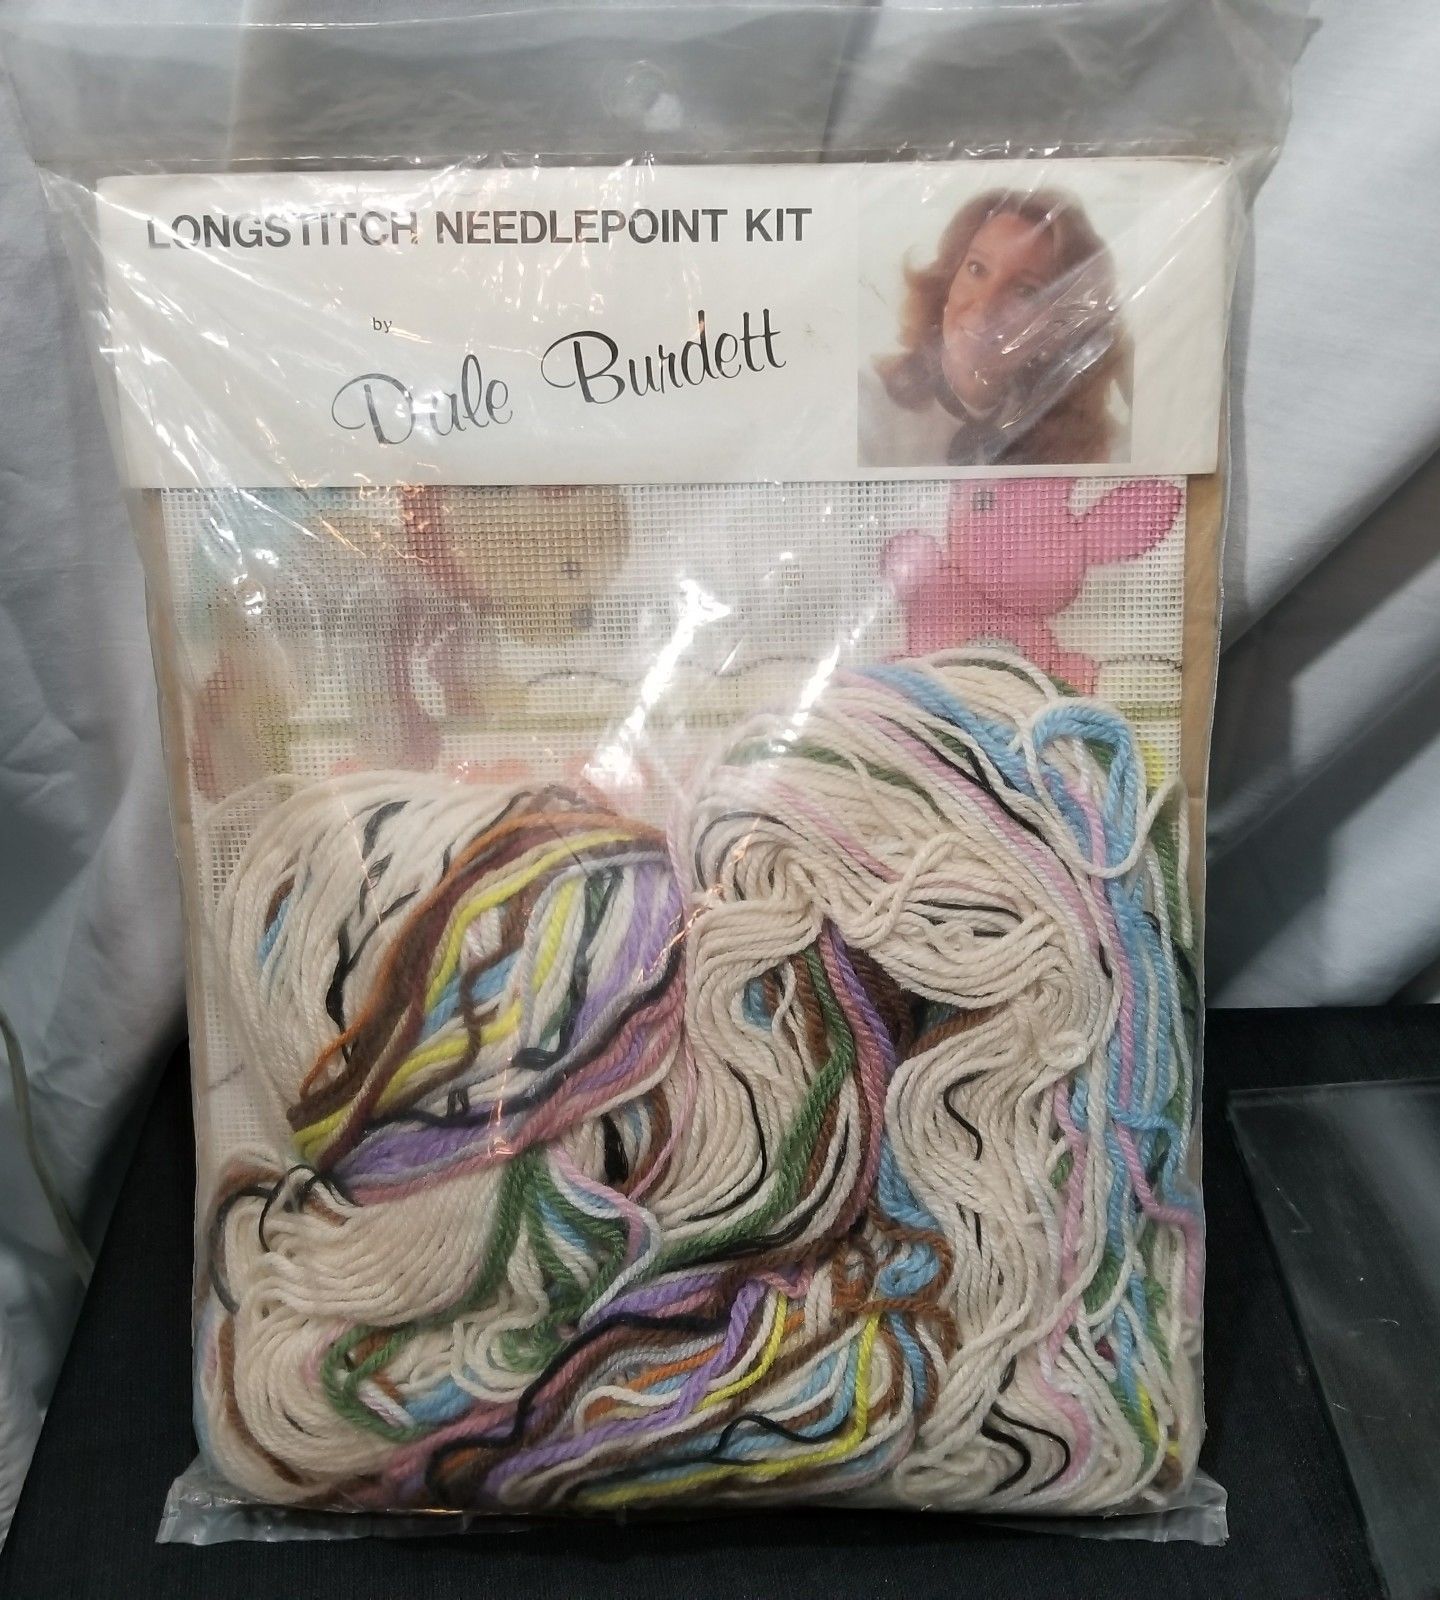 LONGSTITCH NEEDLEPOINT KIT
by
Dale Burdett